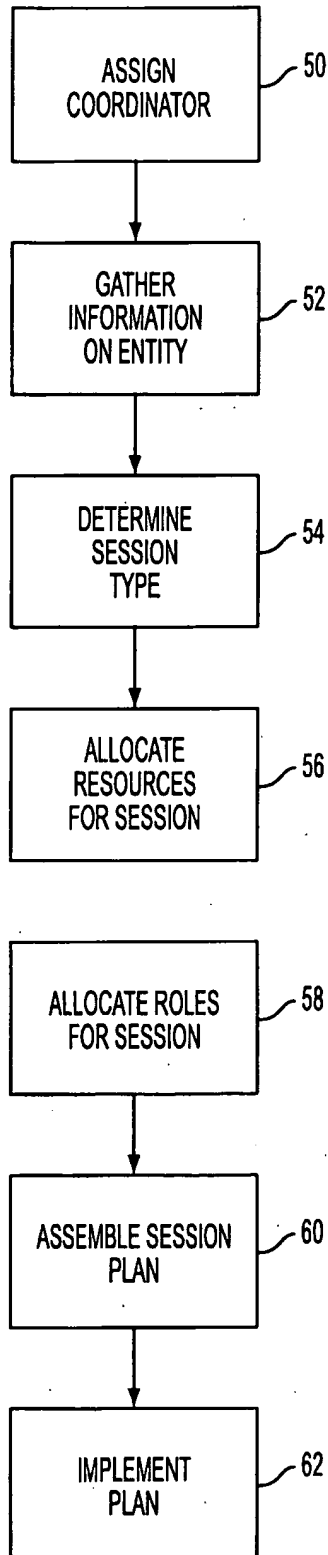 ASSIGN
COORDINATOR
50
GATHER
INFORMATION
ON ENTITY
52
DETERMINE
SESSION
TYPE
54
ALLOCATE
RESOURCES
FOR SESSION
56
ALLOCATE ROLES
FOR SESSION
58
ASSEMBLE SESSION
PLAN
60
IMPLEMENT
PLAN
62